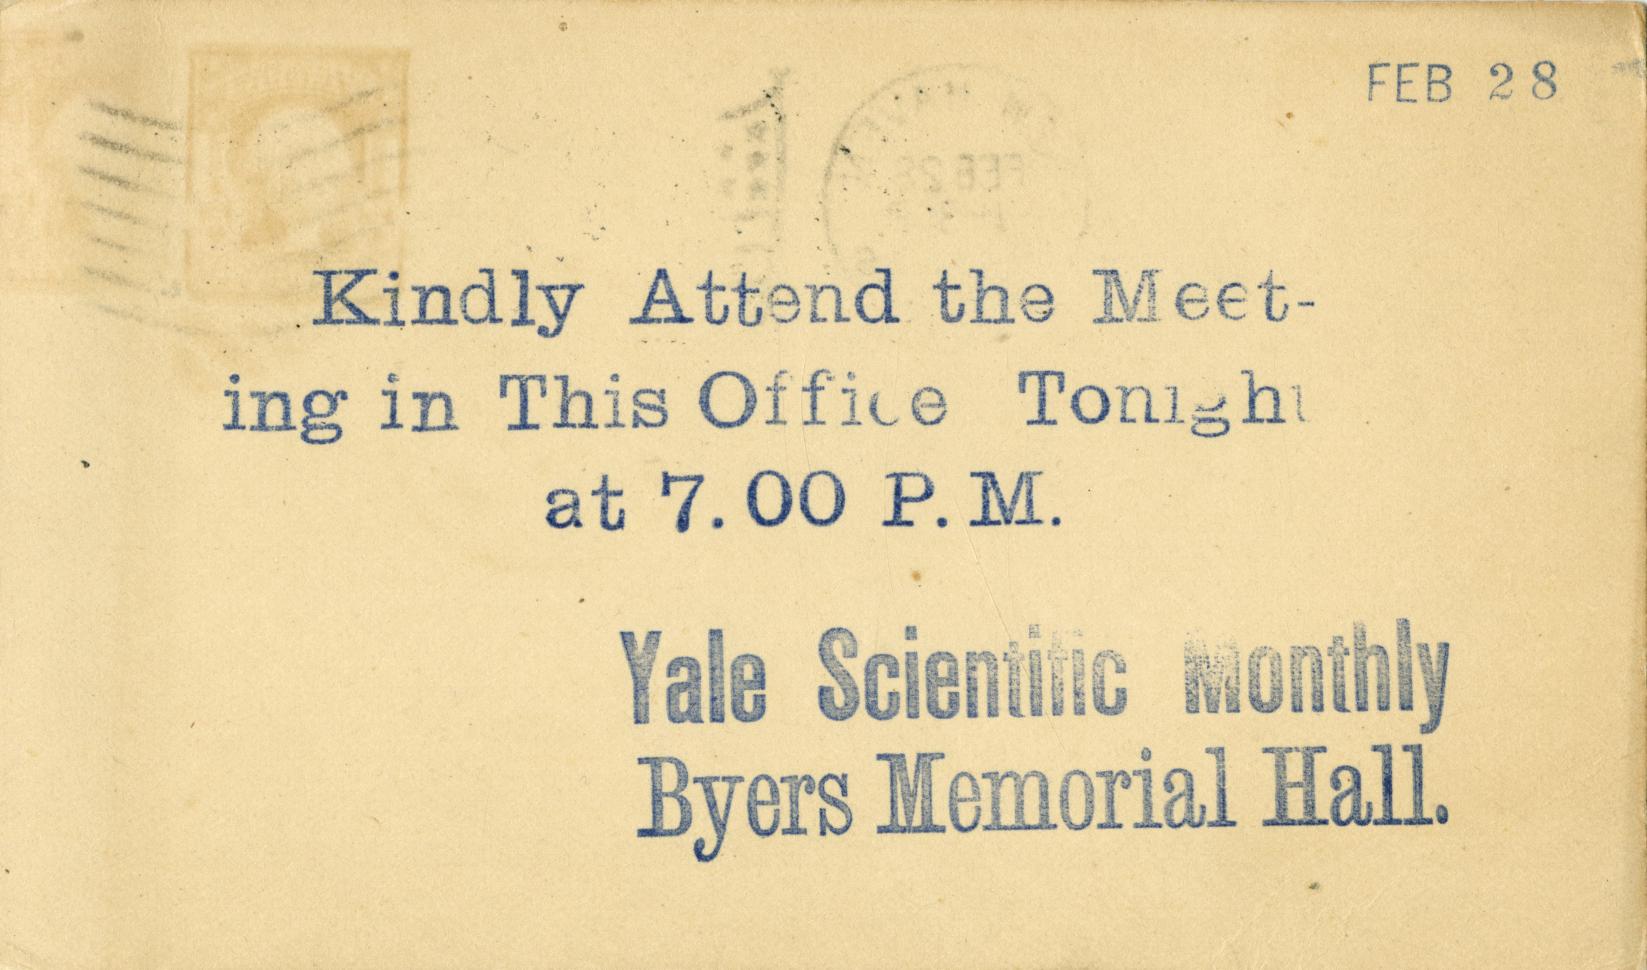 FEB 28
Kindly Attend the Meet-
ing in This Office Tonight
at 7.00 P.M.
Yale Scientific Monthly
Byers Memorial Hall.